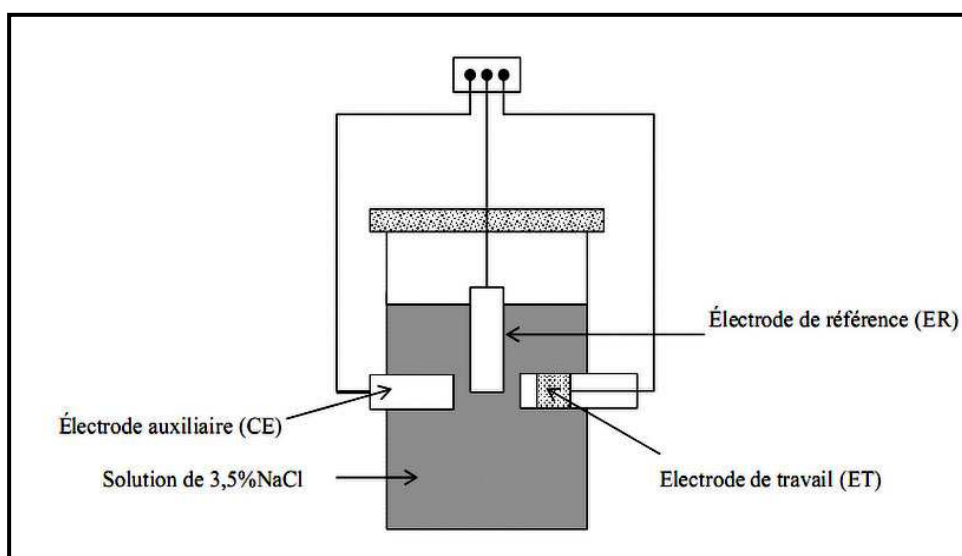 Électrode de référence (ER)
Électrode auxiliaire (CE)
Solution de 3,5%NaCl
Electrode de travail (ET)